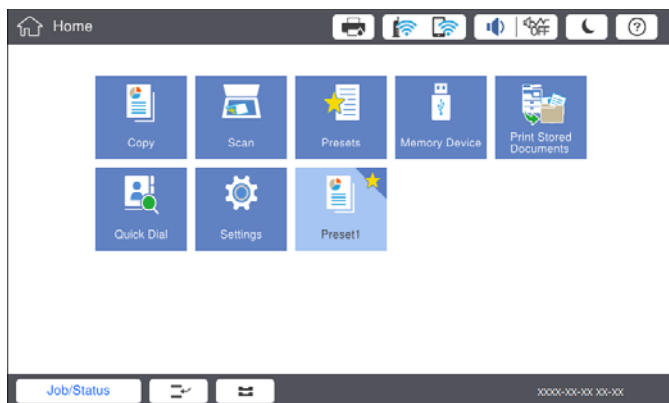 Home
OFF
Copy
Scan
Presets
Memory Device
Print Stored
Documents
Quick Dial
Settings
Preset1
Job/Status
xxxx-xx-xx xx-xx